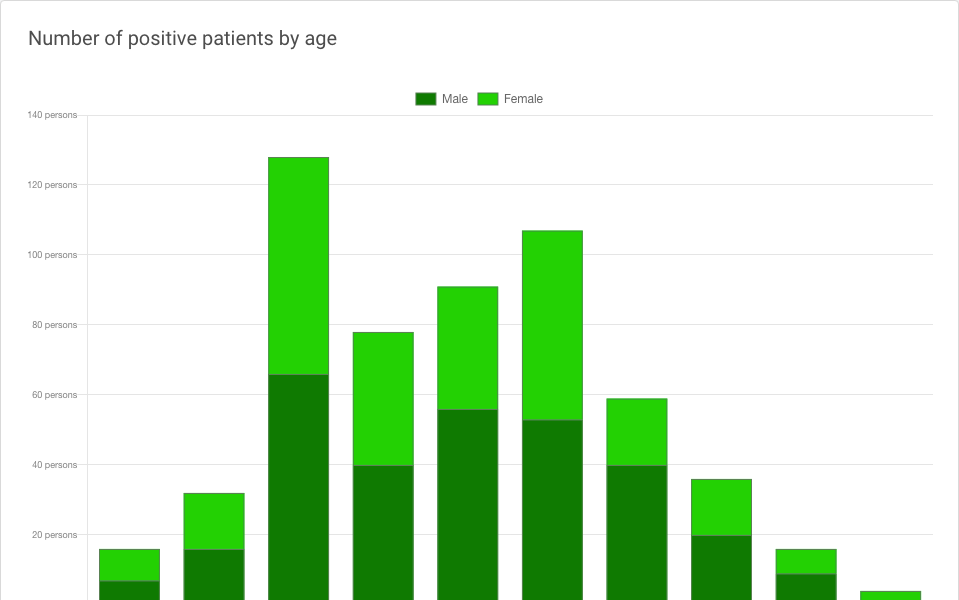 Number of positive patients by age
Male Female
140 persons
120 persons
100 persons
80 persons
60 persons
40 persons
20 persons